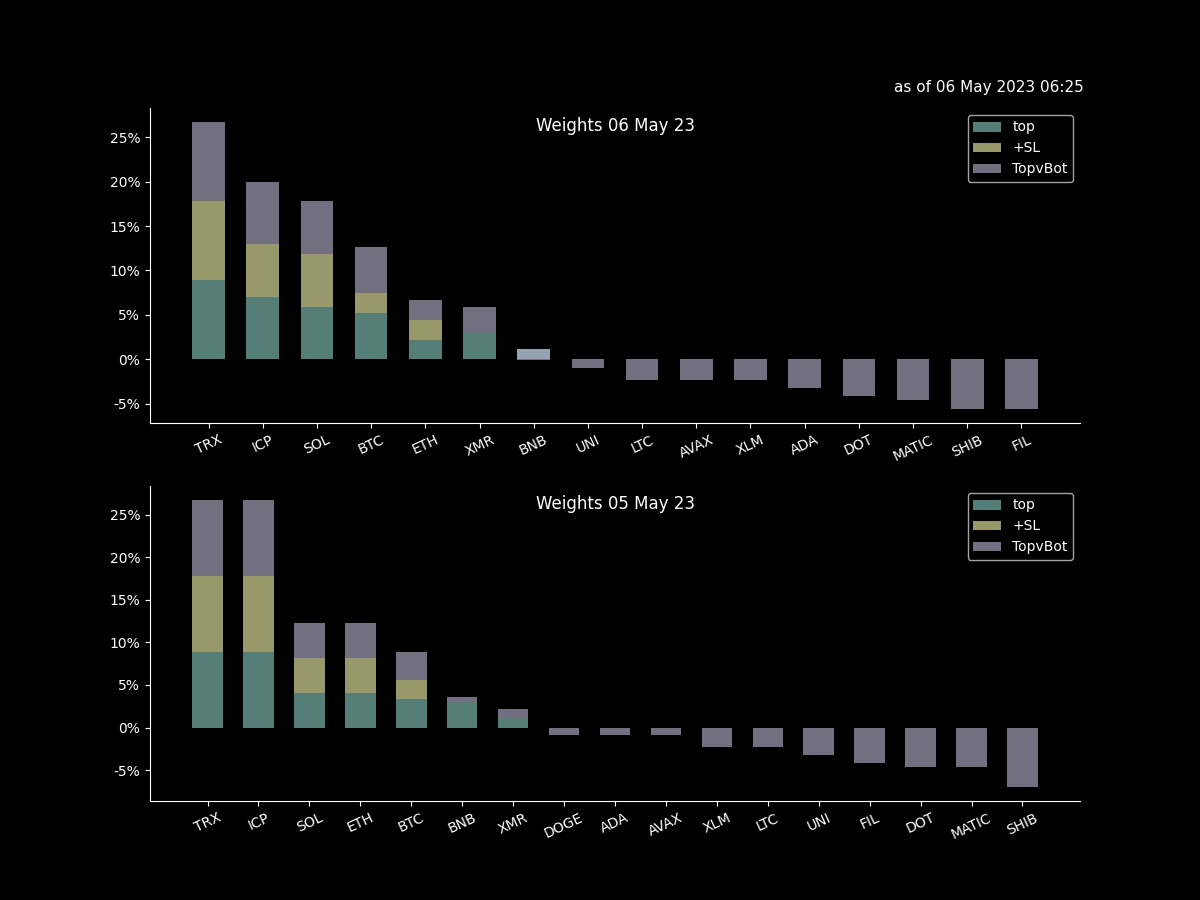 as of 06 May 2023 06:25
Weights 06 May 23
top
+SL
TopvBot
25%
20%
15%
10%
5%
0%
-5%
TRX ICP SOL BTC ETH XMR BNB UNI LTC AVAX XLM ADA DOT MATIC SHIB FIL
Weights 05 May 23
top
+SL
TopvBot
25%
20%
15%
10%
5%
0%
-5%
TRX ICP SOL ETH BTC BNB XMR DOGE ADA AVAX XLM LTC UNI FIL DOT MATIC SHIB